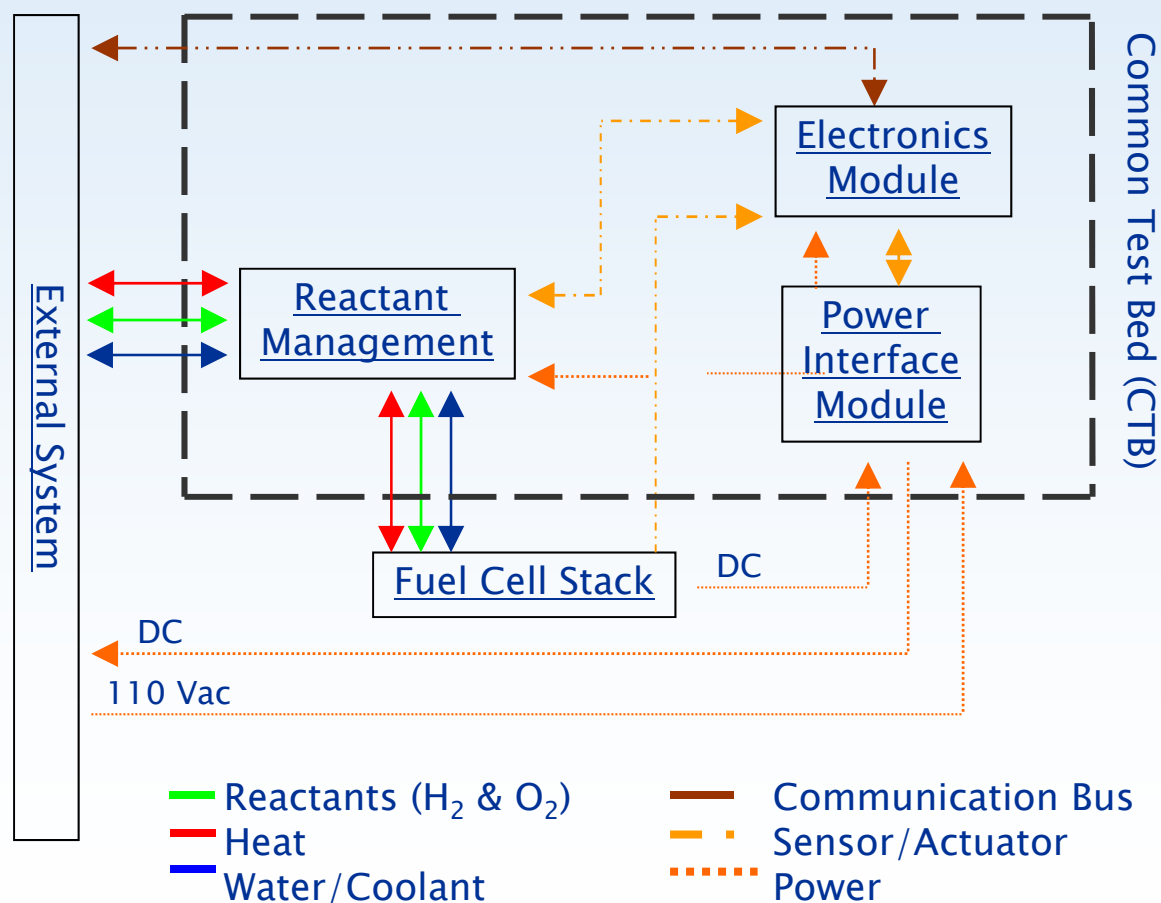 Common Test Bed (CTB)
Electronics
Module
External System
Reactant
Management
Power
Interface
Module
Fuel Cell Stack
DC
DC
110 Vac
Reactants (H₂ & O₂)
Heat
Water/Coolant
Communication Bus
Sensor/Actuator
Power